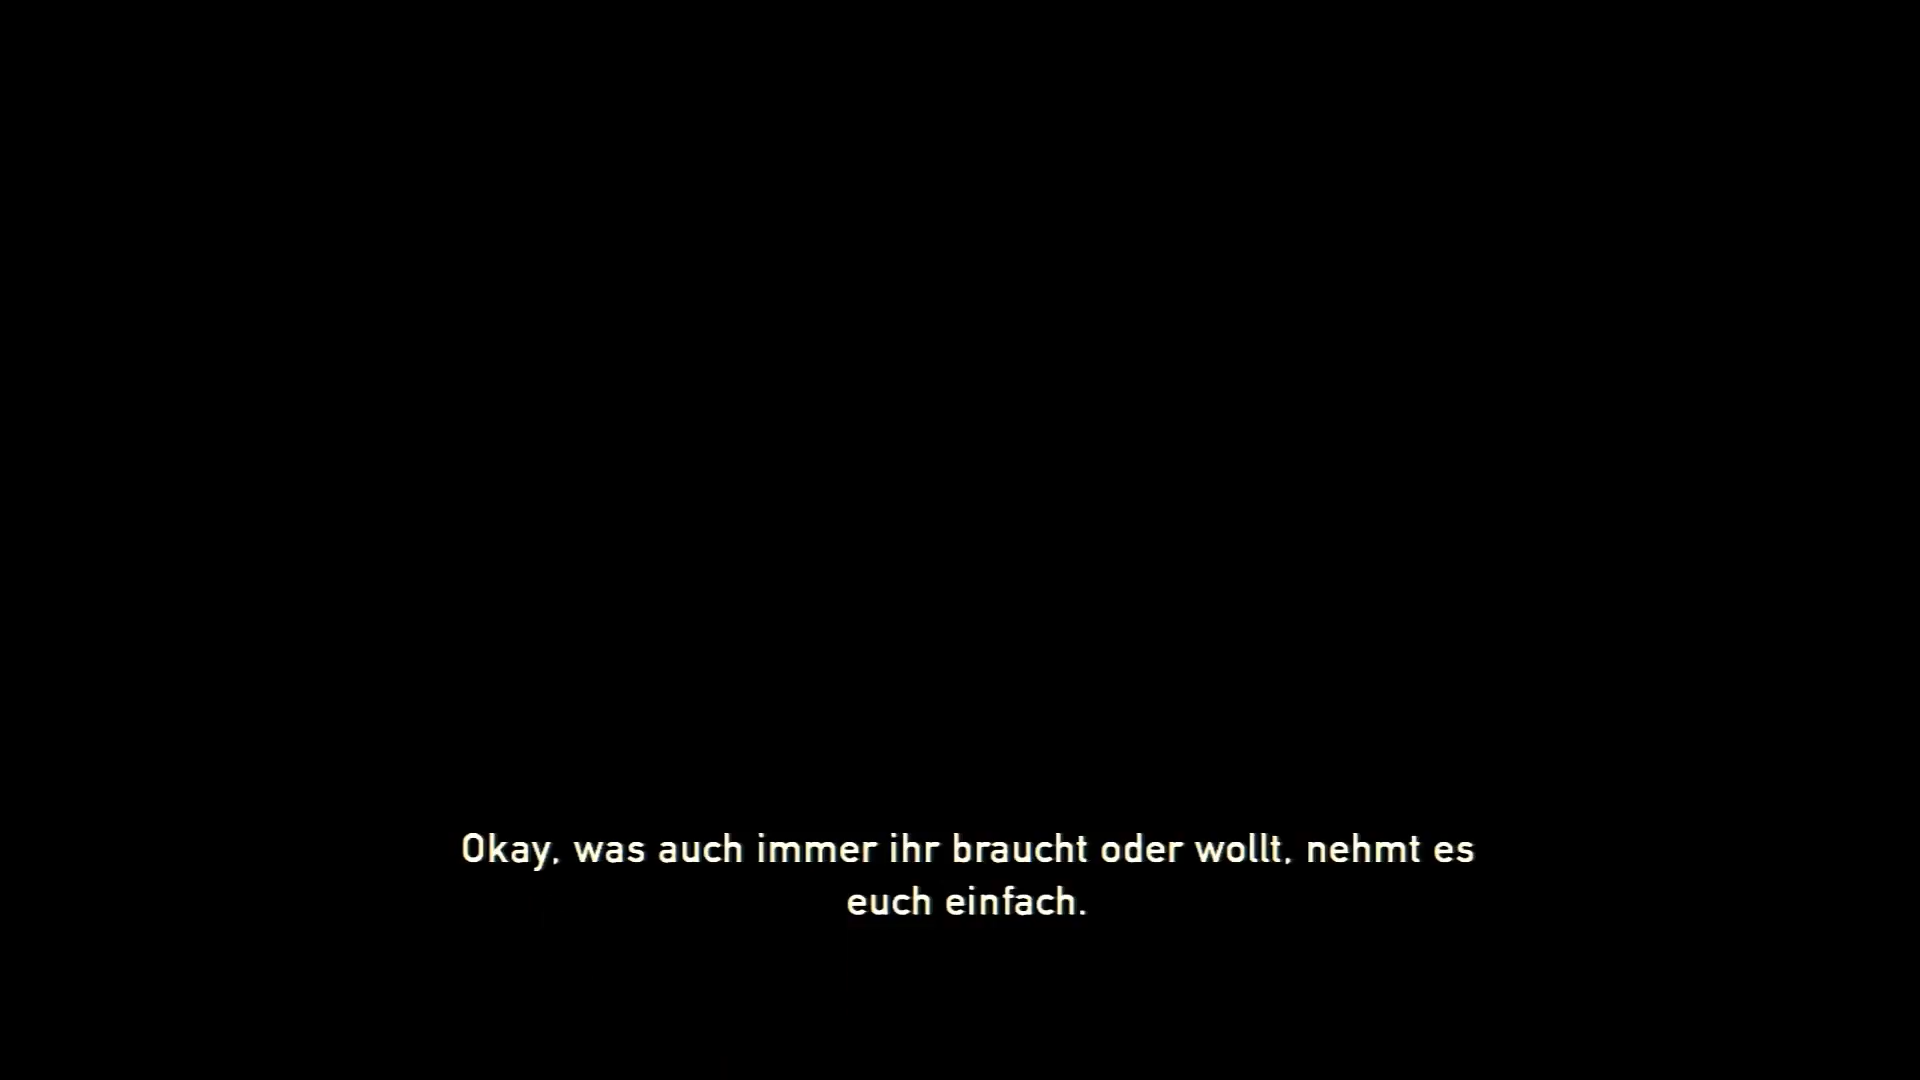 Okay, was auch immer ihr braucht oder wollt, nehmt es
euch einfach.